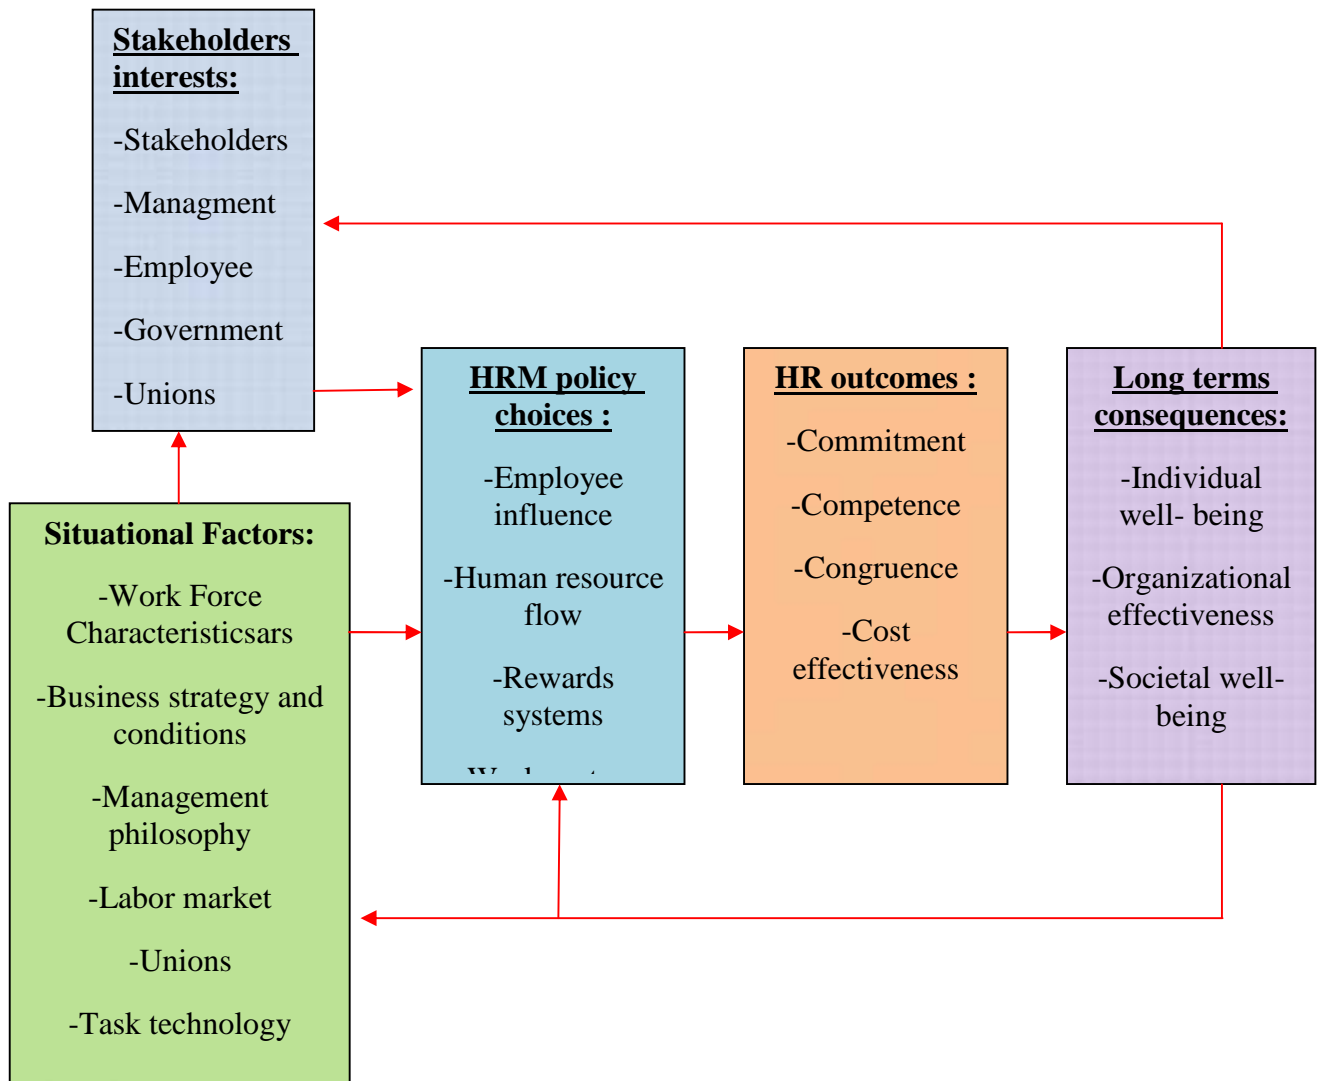 Stakeholders
interests:
-Stakeholders
-Managment
-Employee
-Government
-Unions
Situational Factors:
-Work Force
Characteristicsars
-Business strategy and
conditions
-Management
philosophy
-Labor market
-Unions
-Task technology
HRM policy
choices :
-Employee
influence
-Human resource
flow
-Rewards
systems
HR outcomes :
-Commitment
-Competence
-Congruence
-Cost
effectiveness
Long terms
consequences:
-Individual
well- being
-Organizational
effectiveness
-Societal well-
being